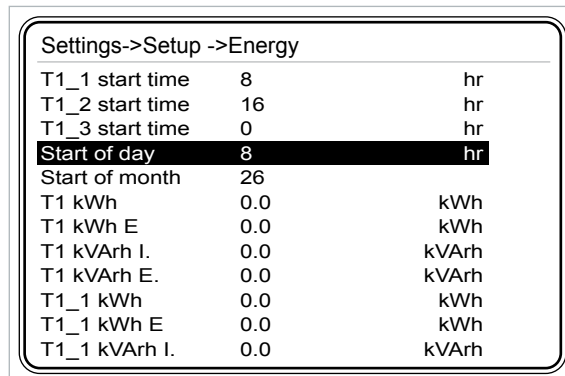 Settings->Setup ->Energy
T1_1 start time 8 hr
T1_2 start time 16 hr
T1_3 start time 0 hr
Start of day 8 hr
Start of month 26
T1 kWh 0.0 kWh
T1 kWh E 0.0 kWh
T1 kVArh I. 0.0 kVArh
T1 kVArh E. 0.0 kVArh
T1_1 kWh 0.0 kWh
T1_1 kWh E 0.0 kWh
T1_1 kVArh I. 0.0 kVArh